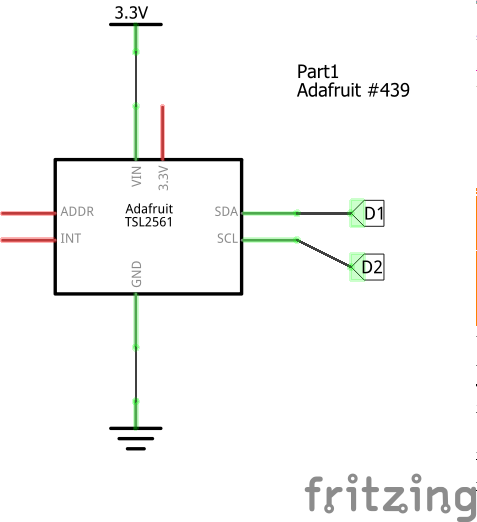 3.3V
Part1
Adafruit #439
VIN
3.3V
ADDR
Adafruit
TSL2561
SDA
D1
INT
SCL
GND
D2
fritzing